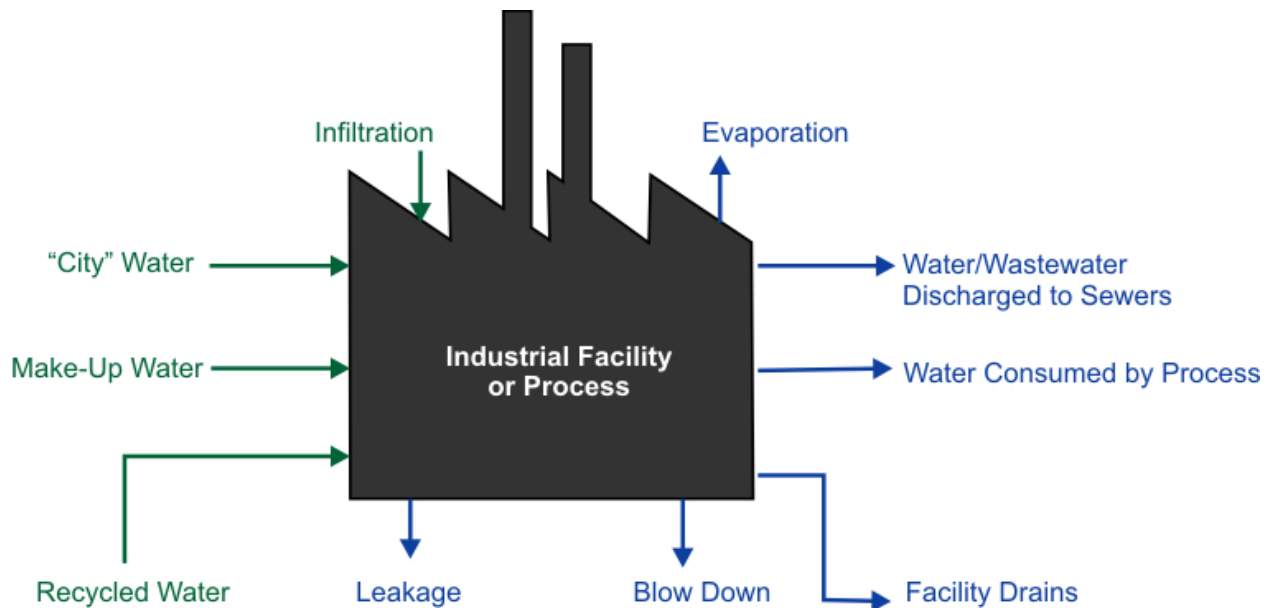 Infiltration
Evaporation
“City” Water
Water/Wastewater
Discharged to Sewers
Industrial Facility
or Process
Make-Up Water
Water Consumed by Process
Recycled Water
Leakage
Blow Down
Facility Drains